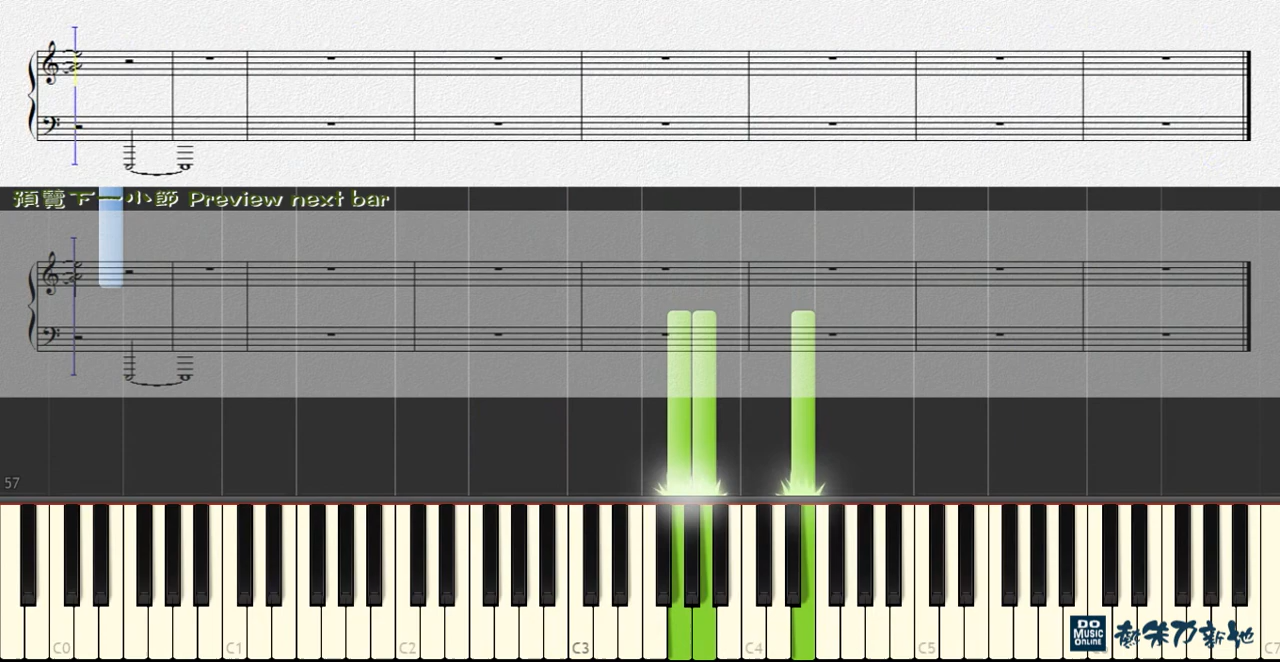 預覽下一小節 Preview next bar
57
C0
C1
C2
C3
C4
C5
C7
DO
MUSIC
ONLINE